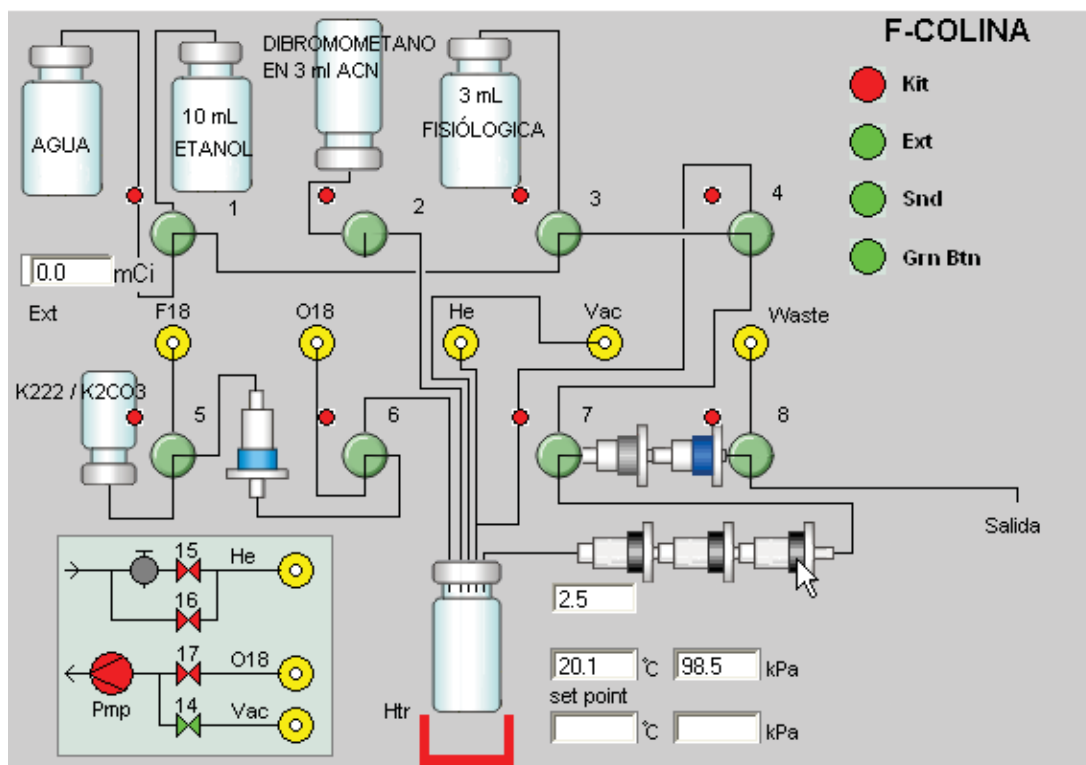 F-COLINA
Kit
Ext
Snd
Grn Btn
AGUA
10 mL
ETANOL
DIBROMOMETANO
EN 3 ml ACN
3 mL
FISIÓLOGICA
1
2
3
4
0.0 mCi
Ext
F18
O18
He
Vac
Waste
K222 / K2CO3
5
6
7
8
Salida
15
He
16
17
O18
Pmp
14
Vac
Htr
2.5
20.1 °C 98.5 kPa
set point
°C kPa